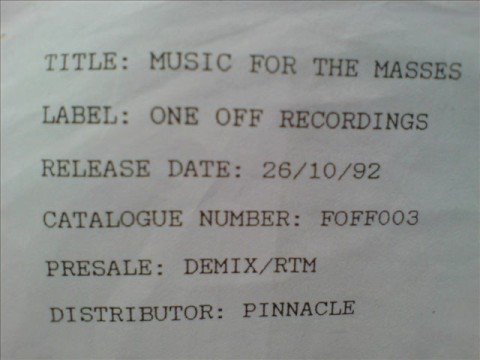 TITLE: MUSIC FOR THE MASSES
LABEL: ONE OFF RECORDINGS
RELEASE DATE: 26/10/92
CATALOGUE NUMBER: FOFF003
PRESALE: DEMIX/RTM
DISTRIBUTOR: PINNACLE